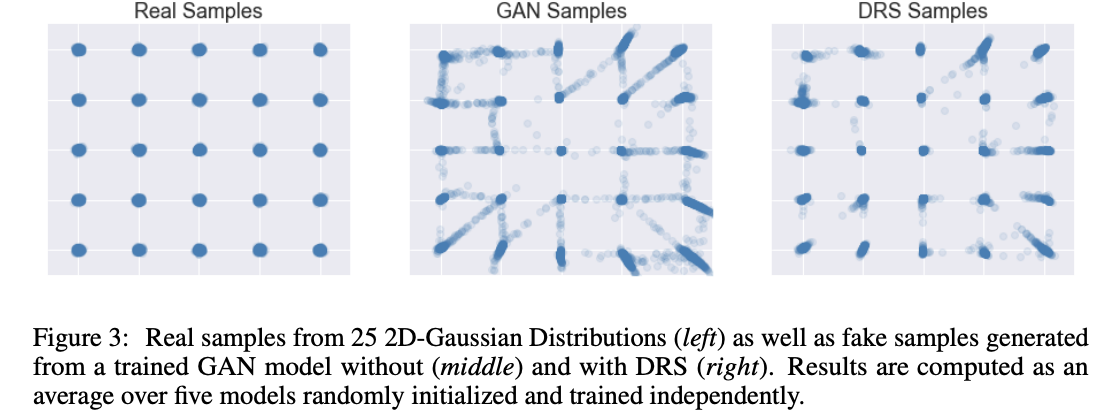 Real Samples
GAN Samples
DRS Samples
Figure 3: Real samples from 25 2D-Gaussian Distributions (left) as well as fake samples generated
from a trained GAN model without (middle) and with DRS (right). Results are computed as an
average over five models randomly initialized and trained independently.